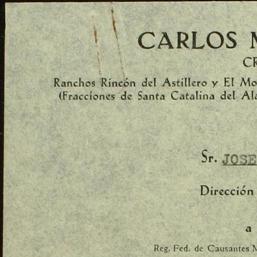 CARLOS M
CR
Ranchos Rincón del Astillero y El Mo
(Fracciones de Santa Catalina del Ala
Sr. JOSE
Dirección
a
Reg. Fed. de Causantes M